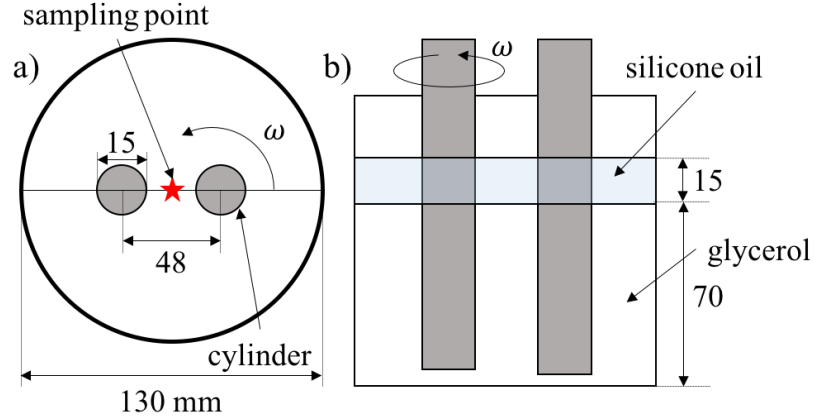 sampling point
a)
ω
15
48
cylinder
130 mm
b)
ω
silicone oil
15
glycerol
70